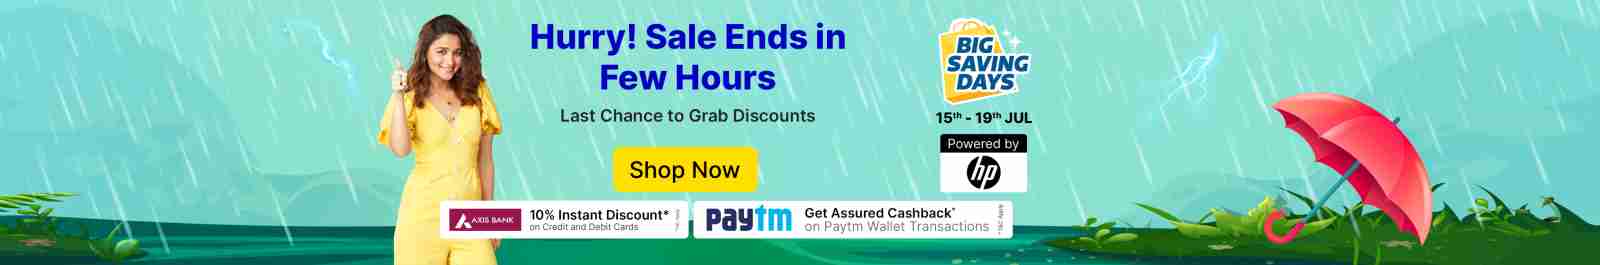 Hurry! Sale Ends in
Few Hours
Last Chance to Grab Discounts
Shop Now
BIG
SAVING
DAYS
15th - 19th JUL
Powered by
hp
AXIS BANK
10% Instant Discount*
on Credit and Debit Cards
paytm
Get Assured Cashback*
on Paytm Wallet Transactions
*T&C Apply